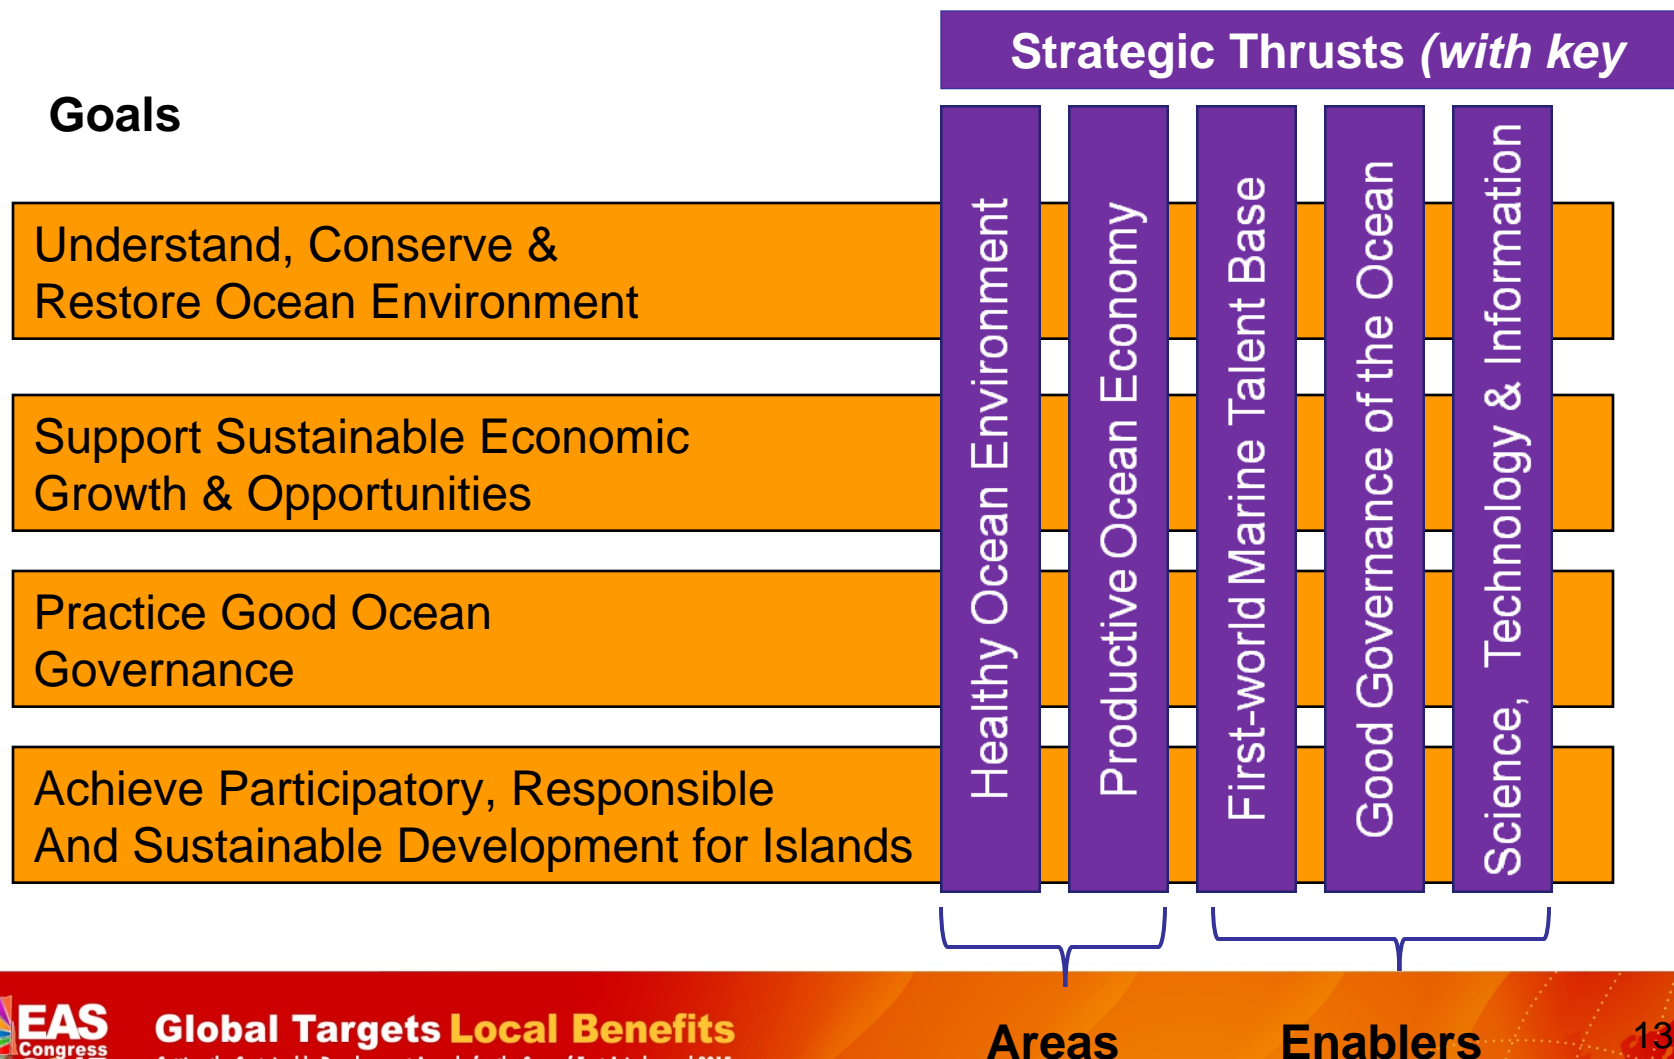 Strategic Thrusts (with key
Goals
Understand, Conserve &
Restore Ocean Environment
Support Sustainable Economic
Growth & Opportunities
Practice Good Ocean
Governance
Achieve Participatory, Responsible
And Sustainable Development for Islands
Healthy Ocean Environment
Productive Ocean Economy
First-world Marine Talent Base
Good Governance of the Ocean
Science, Technology & Information
EAS
Congress
Global Targets Local Benefits
Areas
Enablers
13